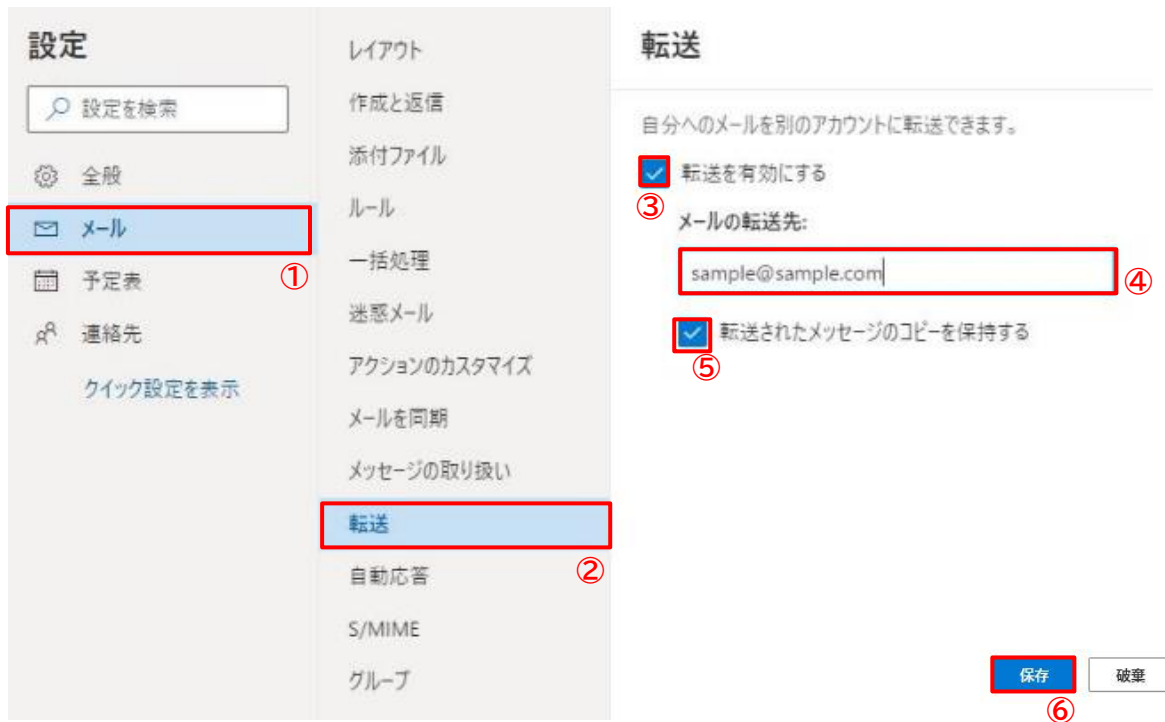 設定
設定を検索
全般
メール
①
予定表
連絡先
クイック設定を表示
レイアウト
作成と返信
添付ファイル
ルール
一括処理
迷惑メール
アクションのカスタマイズ
メールを同期
メッセージの取り扱い
転送
②
自動応答
S/MIME
グループ
転送
自分へのメールを別のアカウントに転送できます。
転送を有効にする
③
メールの転送先:
sample@sample.com
④
転送されたメッセージのコピーを保持する
⑤
保存
破棄
⑥